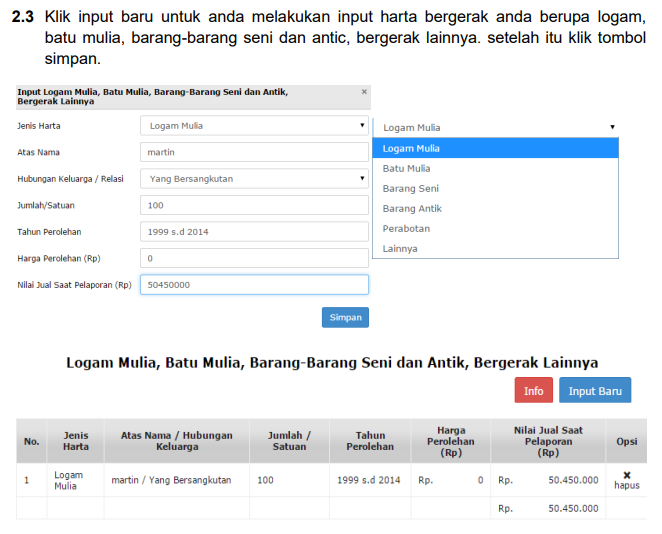 2.3 Klik input baru untuk anda melakukan input harta bergerak anda berupa logam,
batu mulia, barang-barang seni dan antic, bergerak lainnya. setelah itu klik tombol
simpan.
Input Logam Mulia, Batu Mulia, Barang-Barang Seni dan Antik,
Bergerak Lainnya
×
Jenis Harta
Logam Mulia
Atas Nama
martin
Hubungan Keluarga / Relasi
Yang Bersangkutan
Jumlah/Satuan
100
Tahun Perolehan
1999 s.d 2014
Harga Perolehan (Rp)
0
Nilai Jual Saat Pelaporan (Rp)
50450000
Simpan
Logam Mulia
Logam Mulia
Batu Mulia
Barang Seni
Barang Antik
Perabotan
Lainnya
Logam Mulia, Batu Mulia, Barang-Barang Seni dan Antik, Bergerak Lainnya
Info
Input Baru
No.
Jenis
Harta
Atas Nama / Hubungan
Keluarga
Jumlah /
Satuan
Tahun
Perolehan
Harga
Perolehan
(Rp)
Nilai Jual Saat
Pelaporan
(Rp)
Opsi
1
Logam
Mulia
martin / Yang Bersangkutan
100
1999 s.d 2014
Rp. 0
Rp. 50.450.000
hapus
Rp. 50.450.000